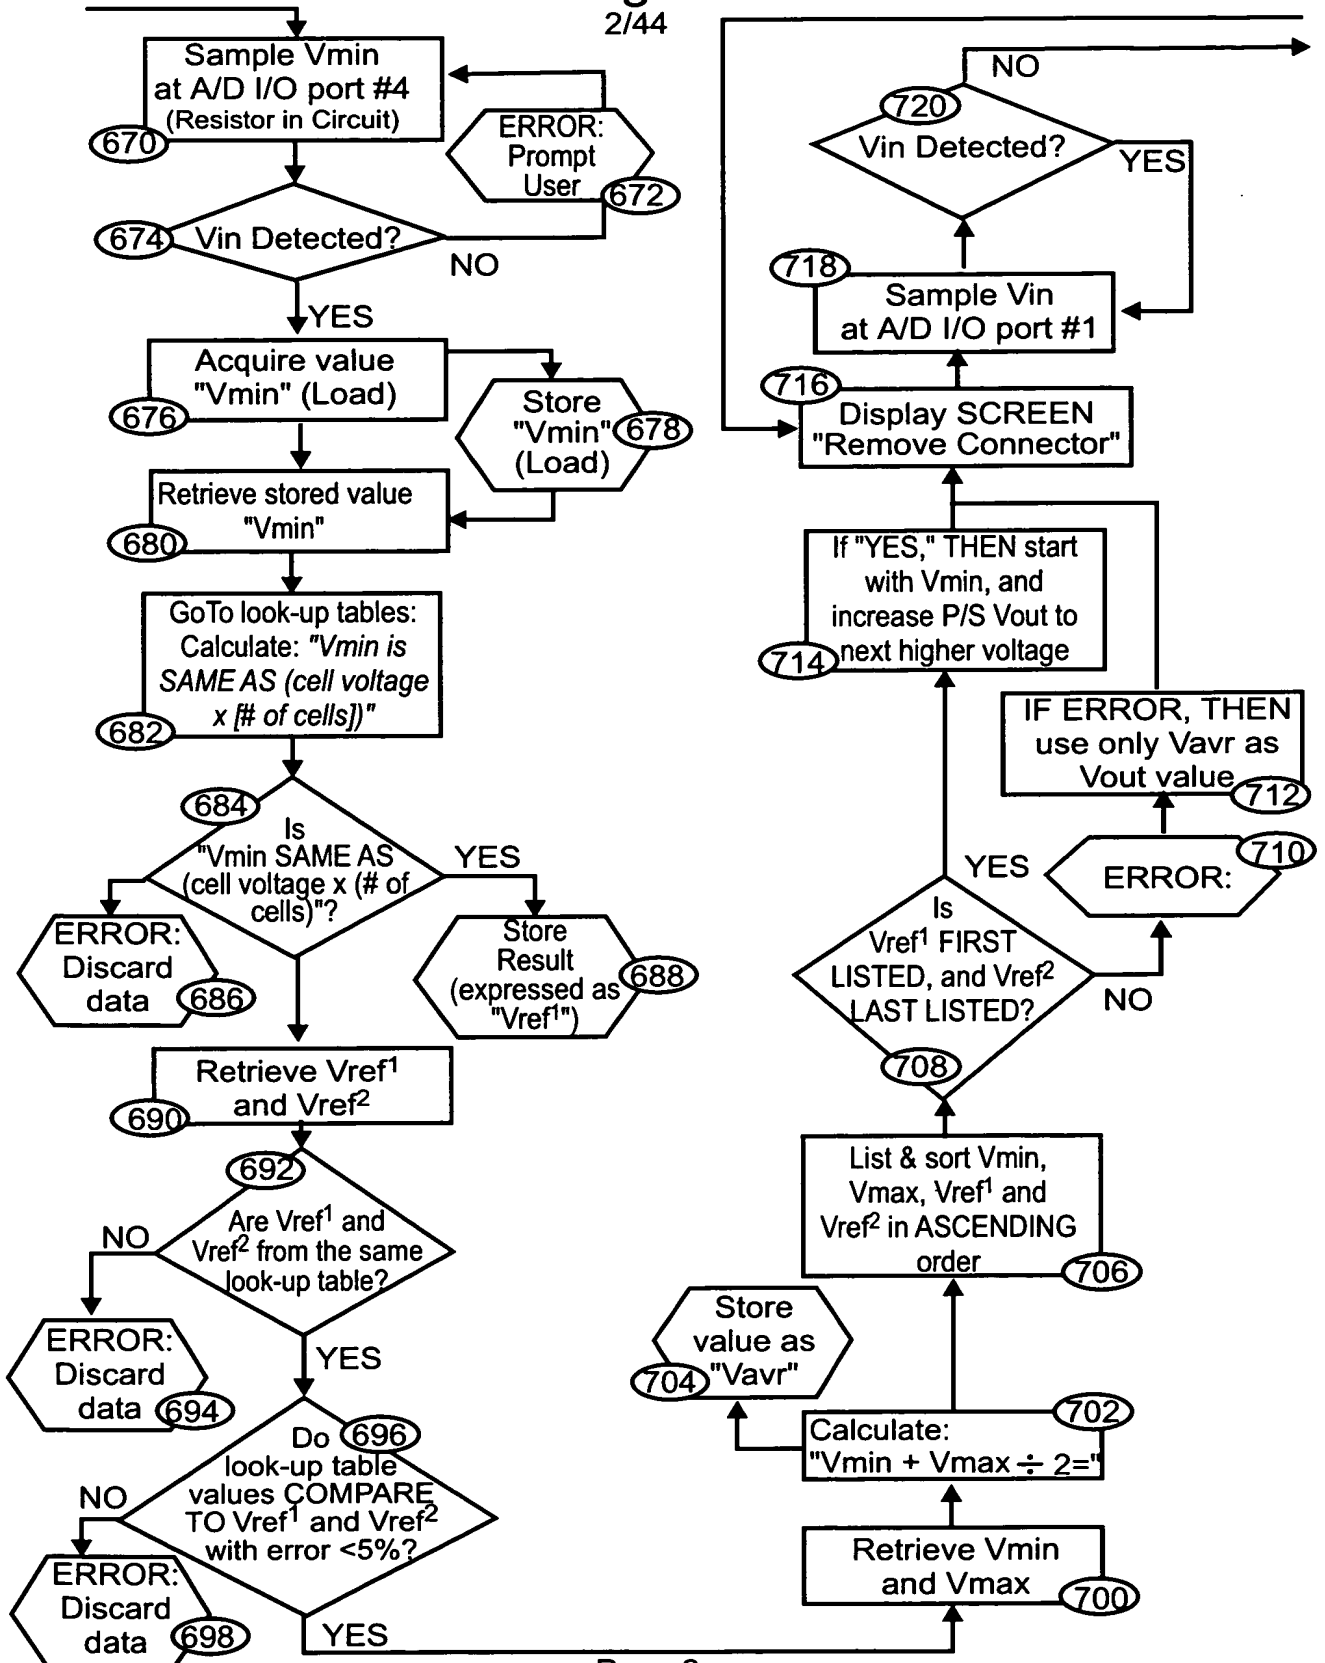 2/44
Sample Vmin
at A/D I/O port #4
(Resistor in Circuit)
670
ERROR:
Prompt
User
672
674
Vin Detected?
NO
YES
Acquire value
"Vmin" (Load)
676
Store
"Vmin"
(Load)
678
Retrieve stored value
"Vmin"
680
GoTo look-up tables:
Calculate: "Vmin is
SAME AS (cell voltage
x [# of cells])"
682
684
Is
"Vmin SAME AS
(cell voltage x (# of
cells)"?
YES
ERROR:
Discard
data
686
Store
Result
(expressed as
"Vref¹")
688
Retrieve Vref¹
and Vref²
690
692
Are Vref¹ and
Vref² from the same
look-up table?
NO
ERROR:
Discard
data
694
YES
696
Do
look-up table
values COMPARE
TO Vref¹ and Vref²
with error <5%?
NO
ERROR:
Discard
data
698
YES
NO
720
Vin Detected?
YES
718
Sample Vin
at A/D I/O port #1
716
Display SCREEN
"Remove Connector"
If "YES," THEN start
with Vmin, and
increase P/S Vout to
next higher voltage
714
IF ERROR, THEN
use only Vavr as
Vout value
712
710
ERROR:
YES
Is
Vref¹ FIRST
LISTED, and Vref²
LAST LISTED?
NO
708
List & sort Vmin,
Vmax, Vref¹ and
Vref² in ASCENDING
order
706
Store
value as
"Vavr"
704
702
Calculate:
"Vmin + Vmax ÷ 2="
Retrieve Vmin
and Vmax
700